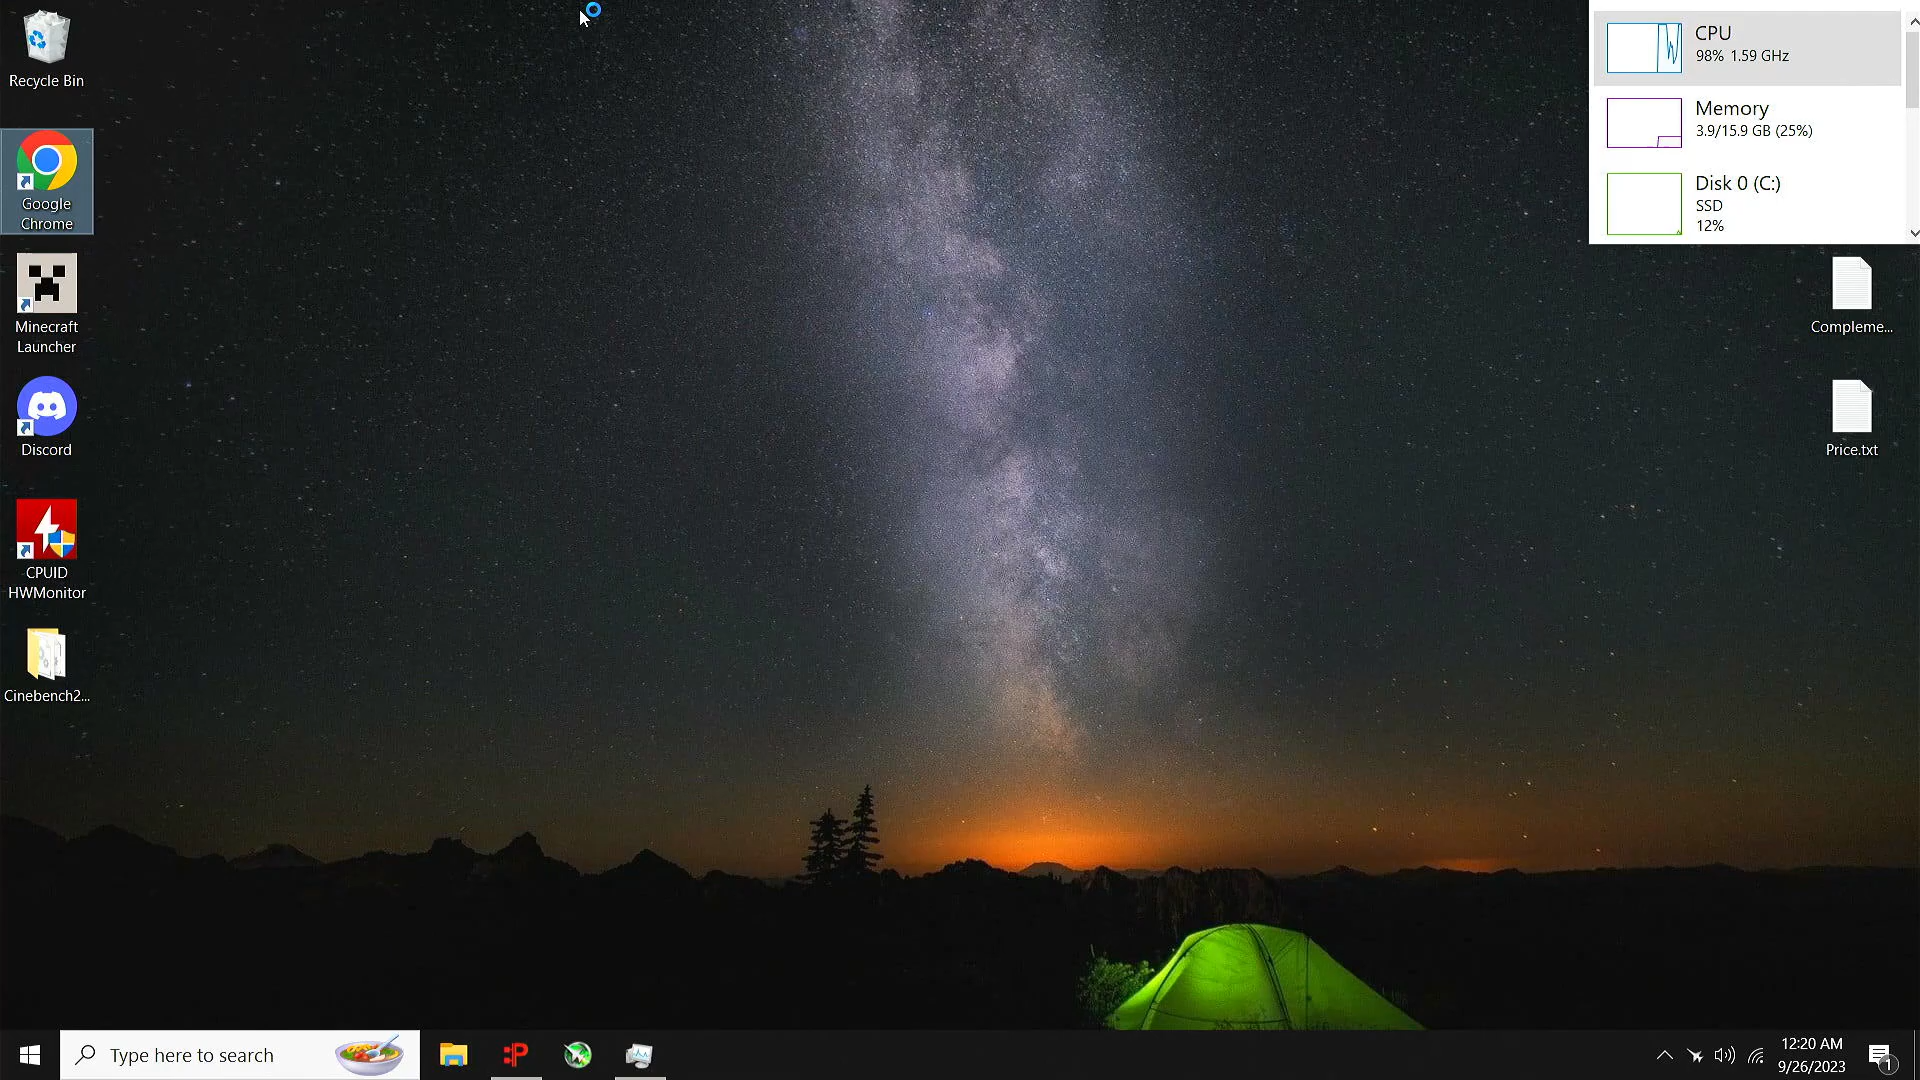 Recycle Bin
Google
Chrome
Minecraft
Launcher
Discord
CPUID
HWMonitor
Cinebench2...
CPU
98% 1.59 GHz
Memory
3.9/15.9 GB (25%)
Disk 0 (C:)
SSD
12%
Compleme...
Price.txt
Type here to search
12:20 AM
9/26/2023
1